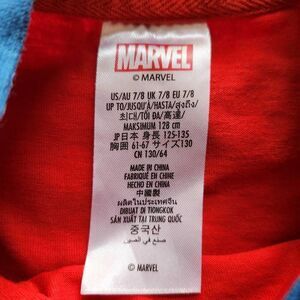 MARVEL
© MARVEL
US/AU 7/8 UK 7/8 EU 7/8
UP TO/JUSQU'À/HASTA/สูงถึง/
최대/TỐI ĐA/高達/
MAKSIMUM 128 cm
JP日本 身長 125-135
胸囲 61-67 サイズ130
CN 130/64
MADE IN CHINA
FABRIQUÉ EN CHINE
HECHO EN CHINA
中國製
ผลิตในประเทศจีน
DIBUAT DI TIONGKOK
SẢN XUẤT TẠI TRUNG QUỐC
중국산
صنع في الصين
© MARVEL